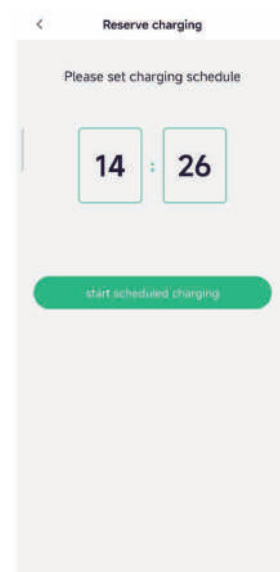 Reserve charging
Please set charging schedule
14 : 26
start scheduled charging